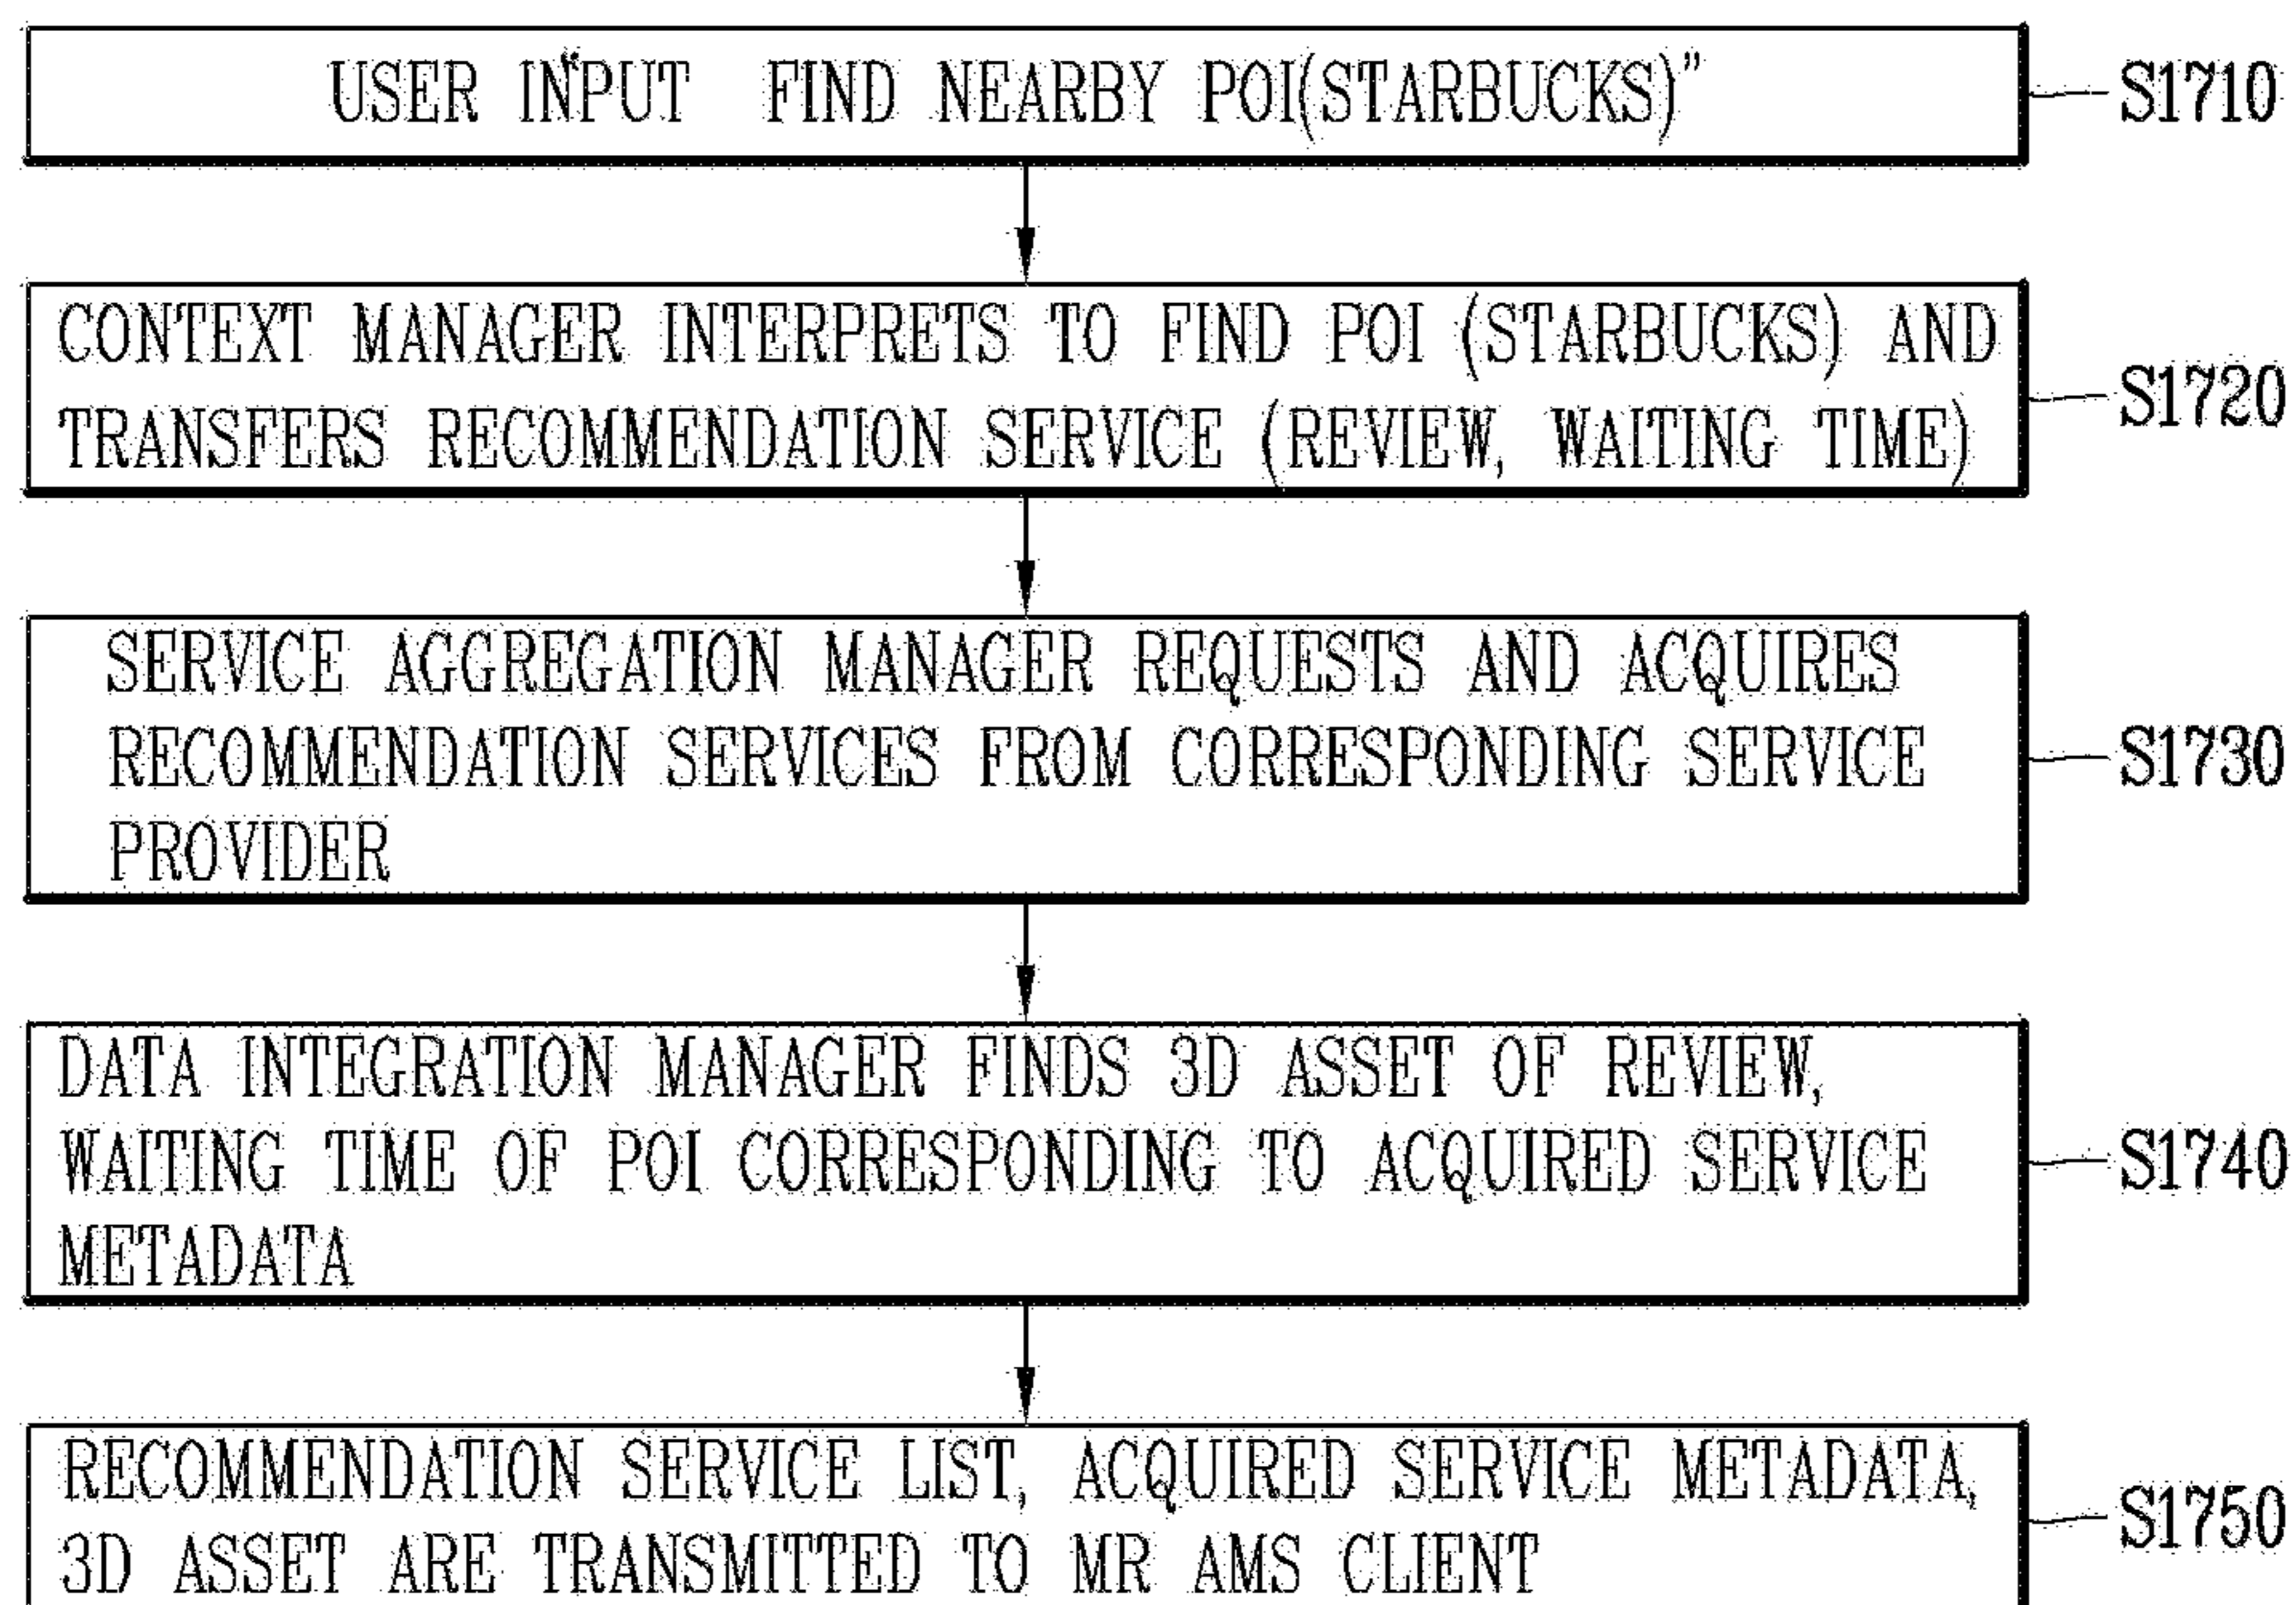 USER INPUT “FIND NEARBY POI(STARBUCKS)”
S1710
CONTEXT MANAGER INTERPRETS TO FIND POI (STARBUCKS) AND
TRANSFERS RECOMMENDATION SERVICE (REVIEW, WAITING TIME)
S1720
SERVICE AGGREGATION MANAGER REQUESTS AND ACQUIRES
RECOMMENDATION SERVICES FROM CORRESPONDING SERVICE
PROVIDER
S1730
DATA INTEGRATION MANAGER FINDS 3D ASSET OF REVIEW,
WAITING TIME OF POI CORRESPONDING TO ACQUIRED SERVICE
METADATA
S1740
RECOMMENDATION SERVICE LIST, ACQUIRED SERVICE METADATA,
3D ASSET ARE TRANSMITTED TO MR AMS CLIENT
S1750